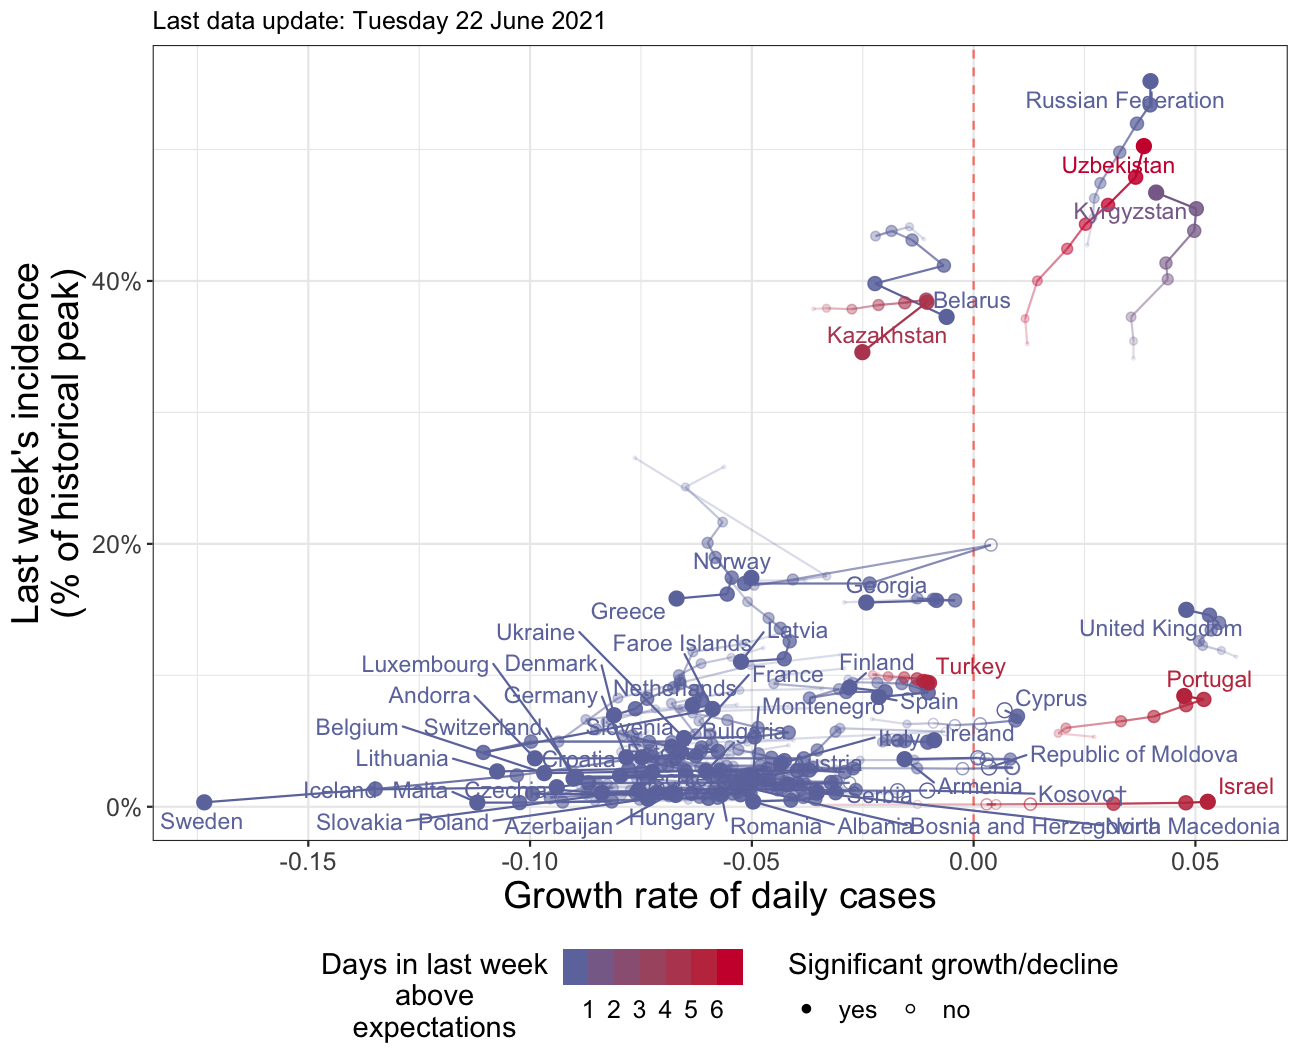 Last data update: Tuesday 22 June 2021
Last week's incidence
(% of historical peak)
40%
20%
0%
Russian Federation
Uzbekistan
Kyrgyzstan
Belarus
Kazakhstan
Norway
Georgia
Greece
Ukraine
Faroe Islands
Latvia
United Kingdom
Luxembourg
Denmark
France
Finland
Turkey
Portugal
Andorra
Germany
Netherlands
Montenegro
Spain
Cyprus
Belgium
Switzerland
Slovenia
Bulgaria
Italy
Ireland
Lithuania
Croatia
Austria
Republic of Moldova
Iceland
Malta
Czechia
Serbia
Armenia
Kosovo†
Israel
Sweden
Slovakia
Poland
Azerbaijan
Hungary
Romania
Albania
Bosnia and Herzegovina
North Macedonia
-0.15
-0.10
-0.05
0.00
0.05
Growth rate of daily cases
Days in last week
above
expectations
1 2 3 4 5 6
Significant growth/decline
yes
no